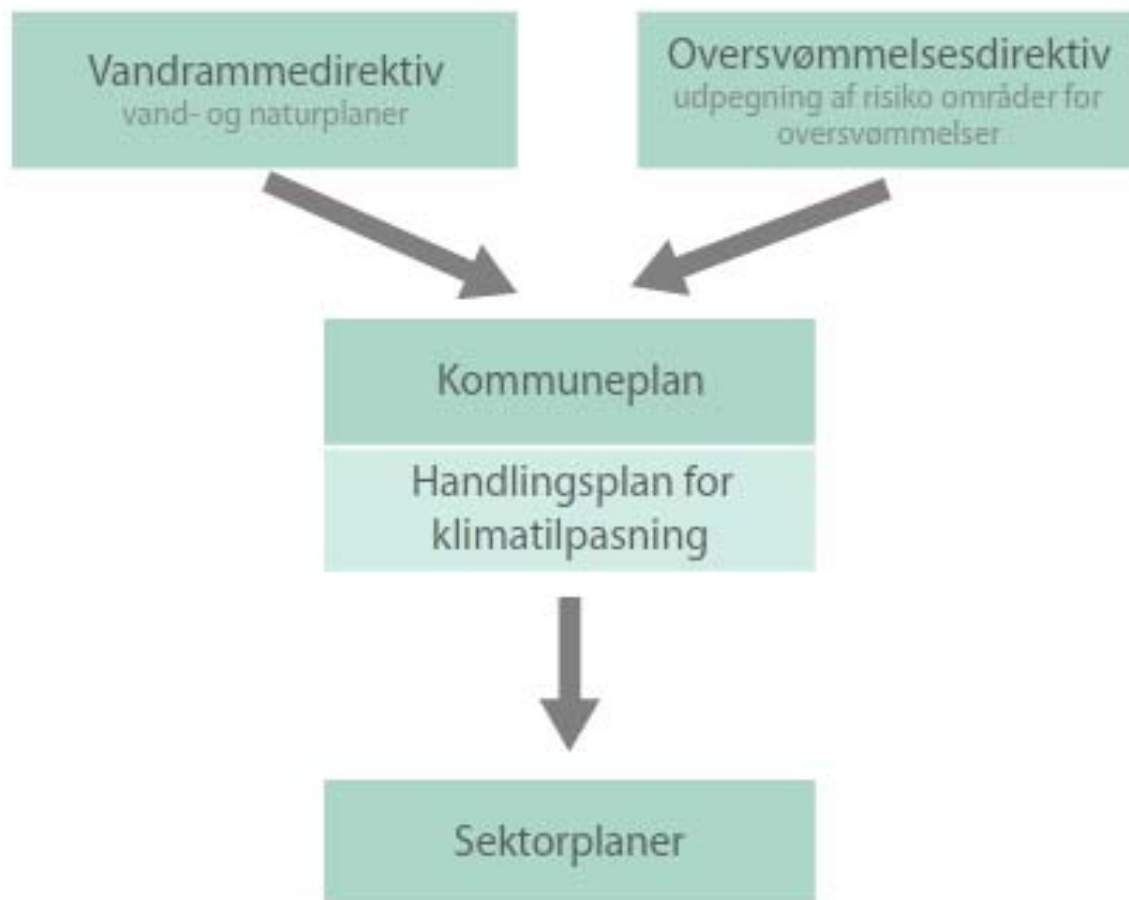 Vandrammedirektiv
vand- og naturplaner
Oversvømmelsesdirektiv
udpegning af risiko områder for
oversvømmelser
Kommuneplan
Handlingsplan for
klimatilpasning
Sektorplaner